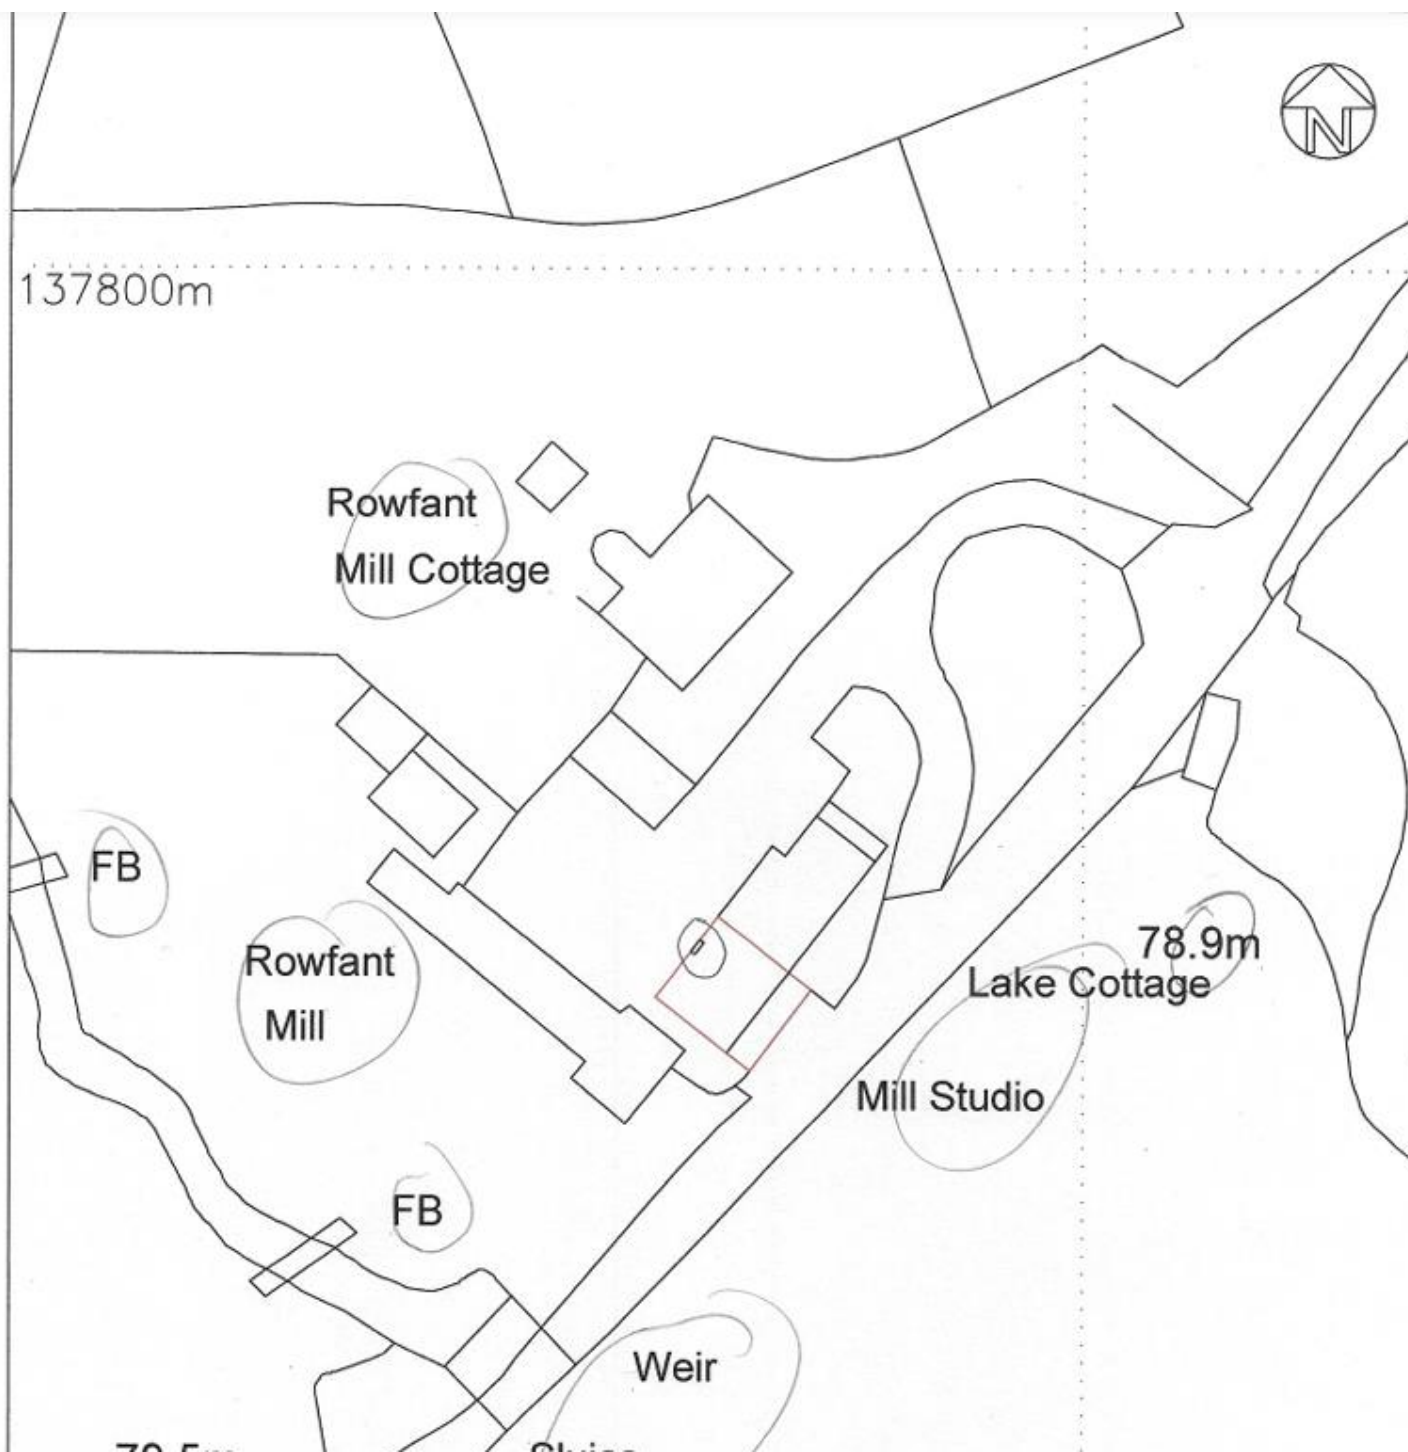 N
137800m
Rowfant
Mill Cottage
FB
Rowfant
Mill
78.9m
Lake Cottage
Mill Studio
FB
Weir